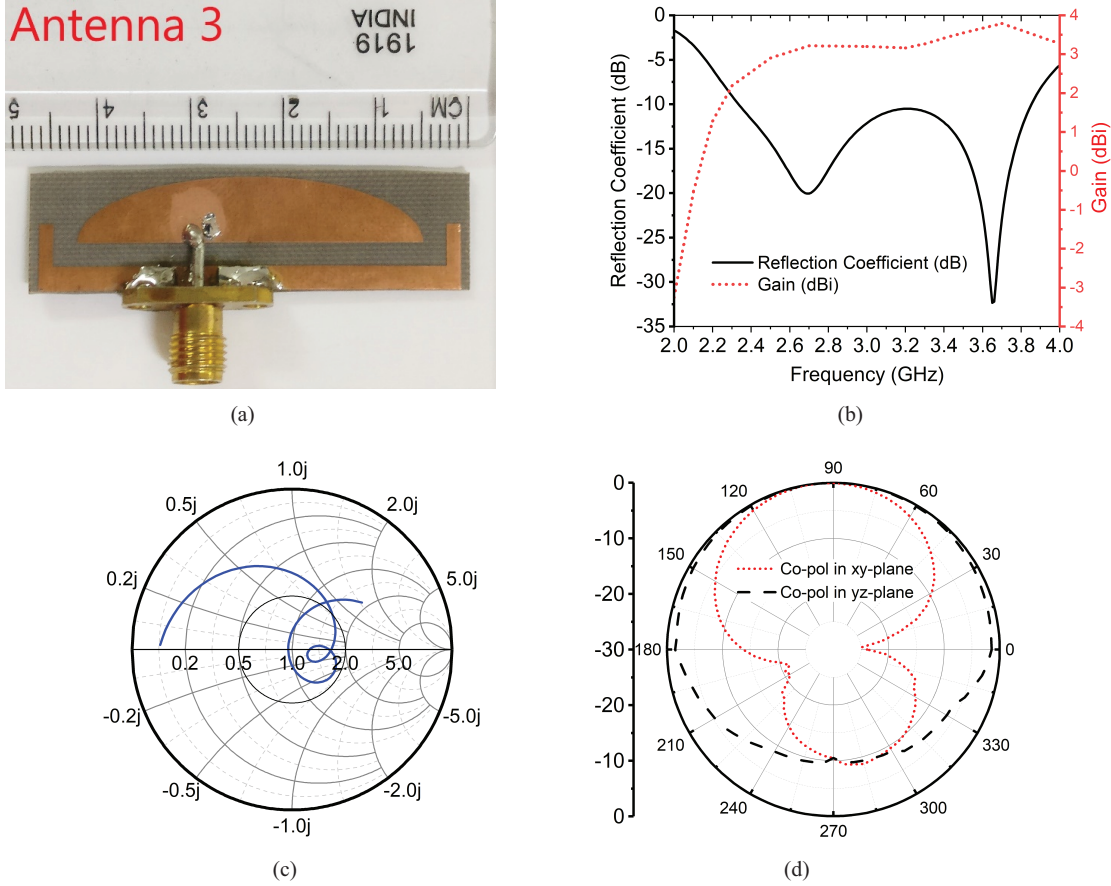 Antenna 3
1919
INDIA
5 4 3 2 1 CM
(a)
0
-5
-10
-15
-20
-25
-30
-35
Reflection Coefficient (dB)
4
3
2
1
0
-1
-2
-3
-4
Gain (dBi)
Reflection Coefficient (dB)
Gain (dBi)
2.0 2.2 2.4 2.6 2.8 3.0 3.2 3.4 3.6 3.8 4.0
Frequency (GHz)
(b)
1.0j
0.5j 2.0j
0.2j 5.0j
0.2 0.5 1.0 2.0 5.0
-0.2j -5.0j
-0.5j -2.0j
-1.0j
(c)
0
-10
-20
-30
-20
-10
0
90
120 60
150 30
Co-pol in xy-plane
Co-pol in yz-plane
180 0
210 330
240 300
270
(d)